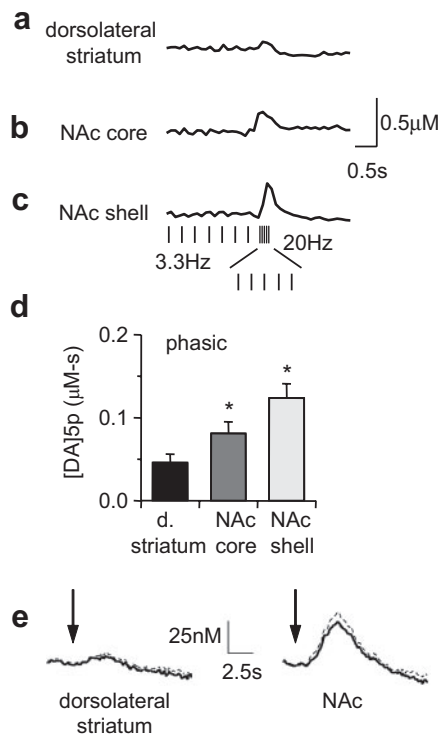 a
dorsolateral
striatum
b
NAc core
0.5μM
0.5s
c
NAc shell
3.3Hz
20Hz
d
[DA]5p (μM-s)
0.2
0.1
0.0
phasic
*
*
d.
striatum
NAc
core
NAc
shell
e
25nM
2.5s
dorsolateral
striatum
NAc